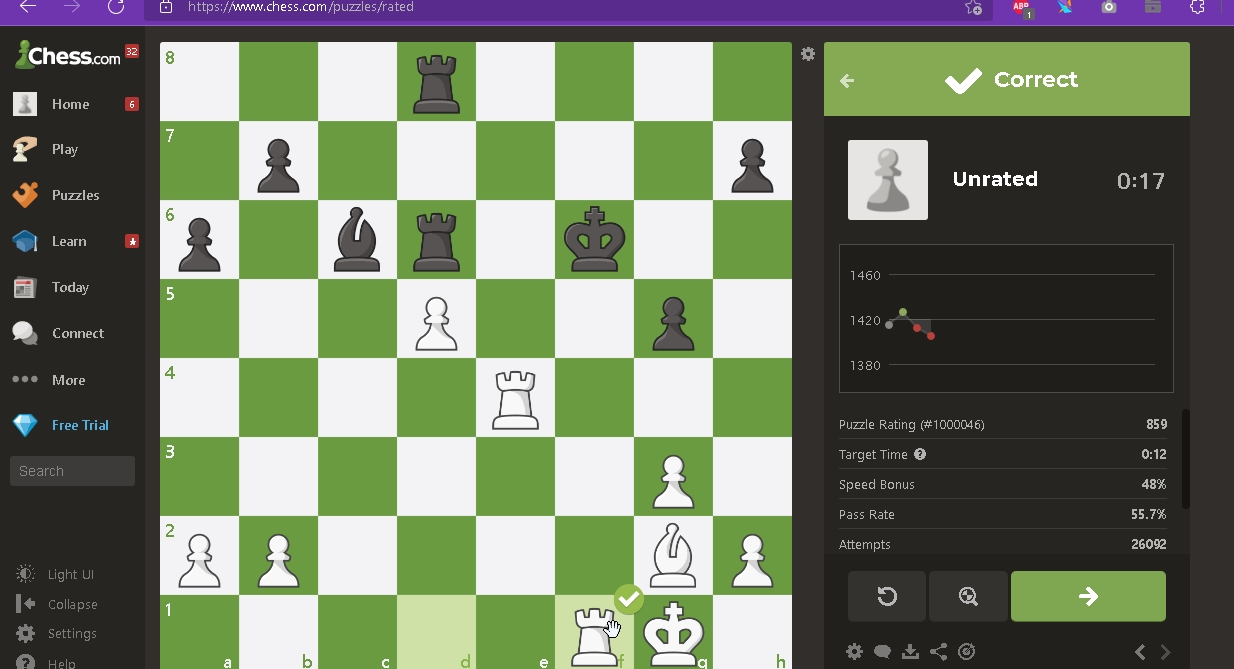 https://www.chess.com/puzzles/rated
ABP
1
Chess.com 32
Home 6
Play
Puzzles
Learn
Today
Connect
More
Free Trial
Search
Light UI
Collapse
Settings
Help
8
7
6
5
4
3
2
1
a b c d e f g h
Correct
Unrated 0:17
1460
1420
1380
Puzzle Rating (#1000046) 859
Target Time ? 0:12
Speed Bonus 48%
Pass Rate 55.7%
Attempts 26092